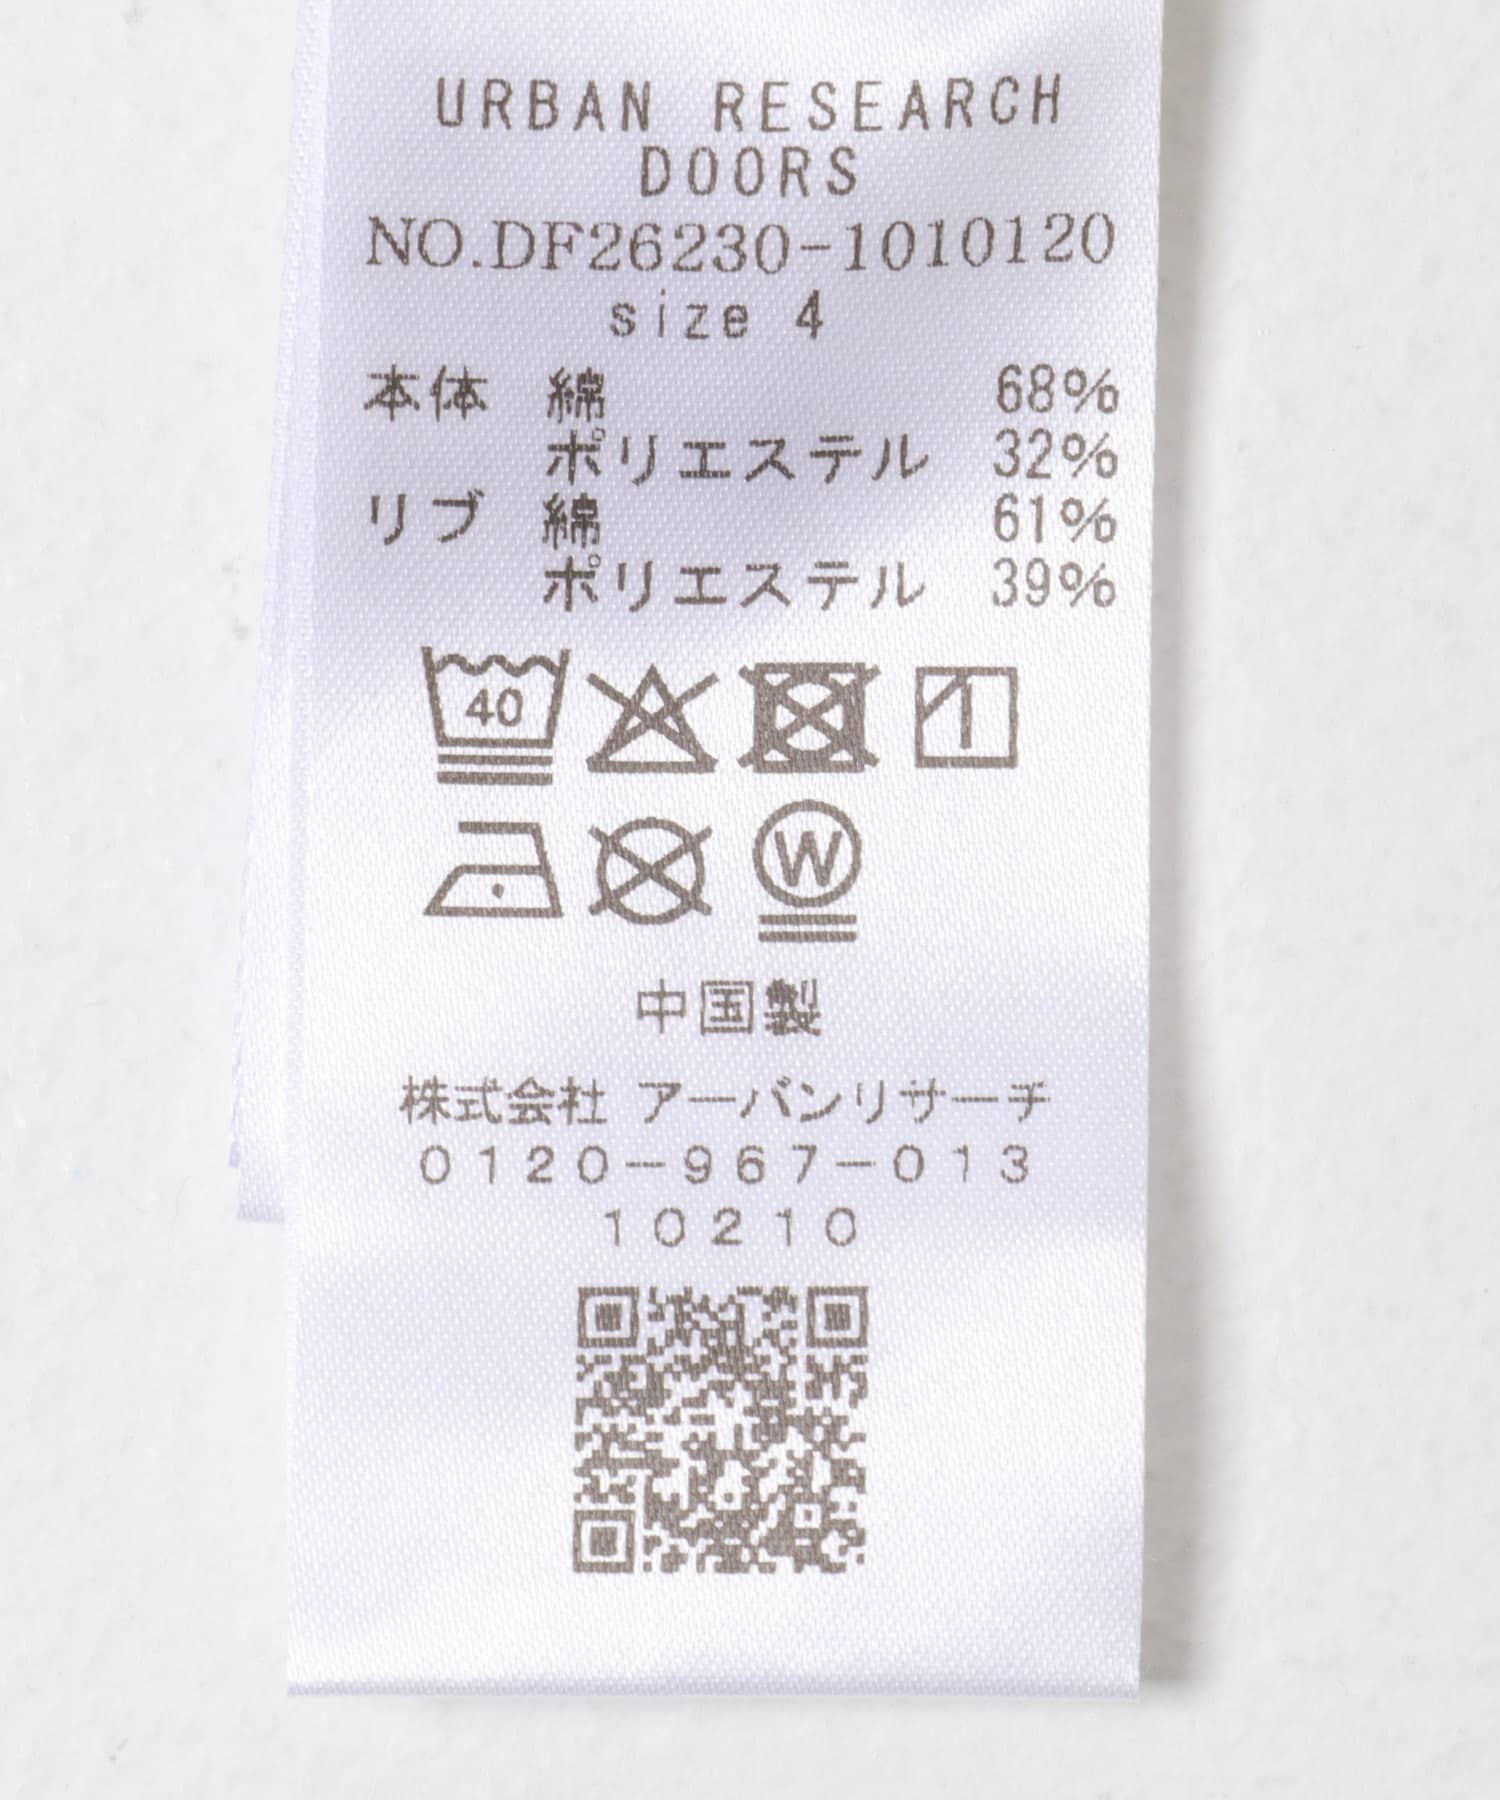 URBAN RESEARCH
DOORS
NO.DF26230-1010120
size 4
本体 綿 68%
ポリエステル 32%
リブ 綿 61%
ポリエステル 39%
40
W
中国製
株式会社 アーバンリサーチ
0120-967-013
10210